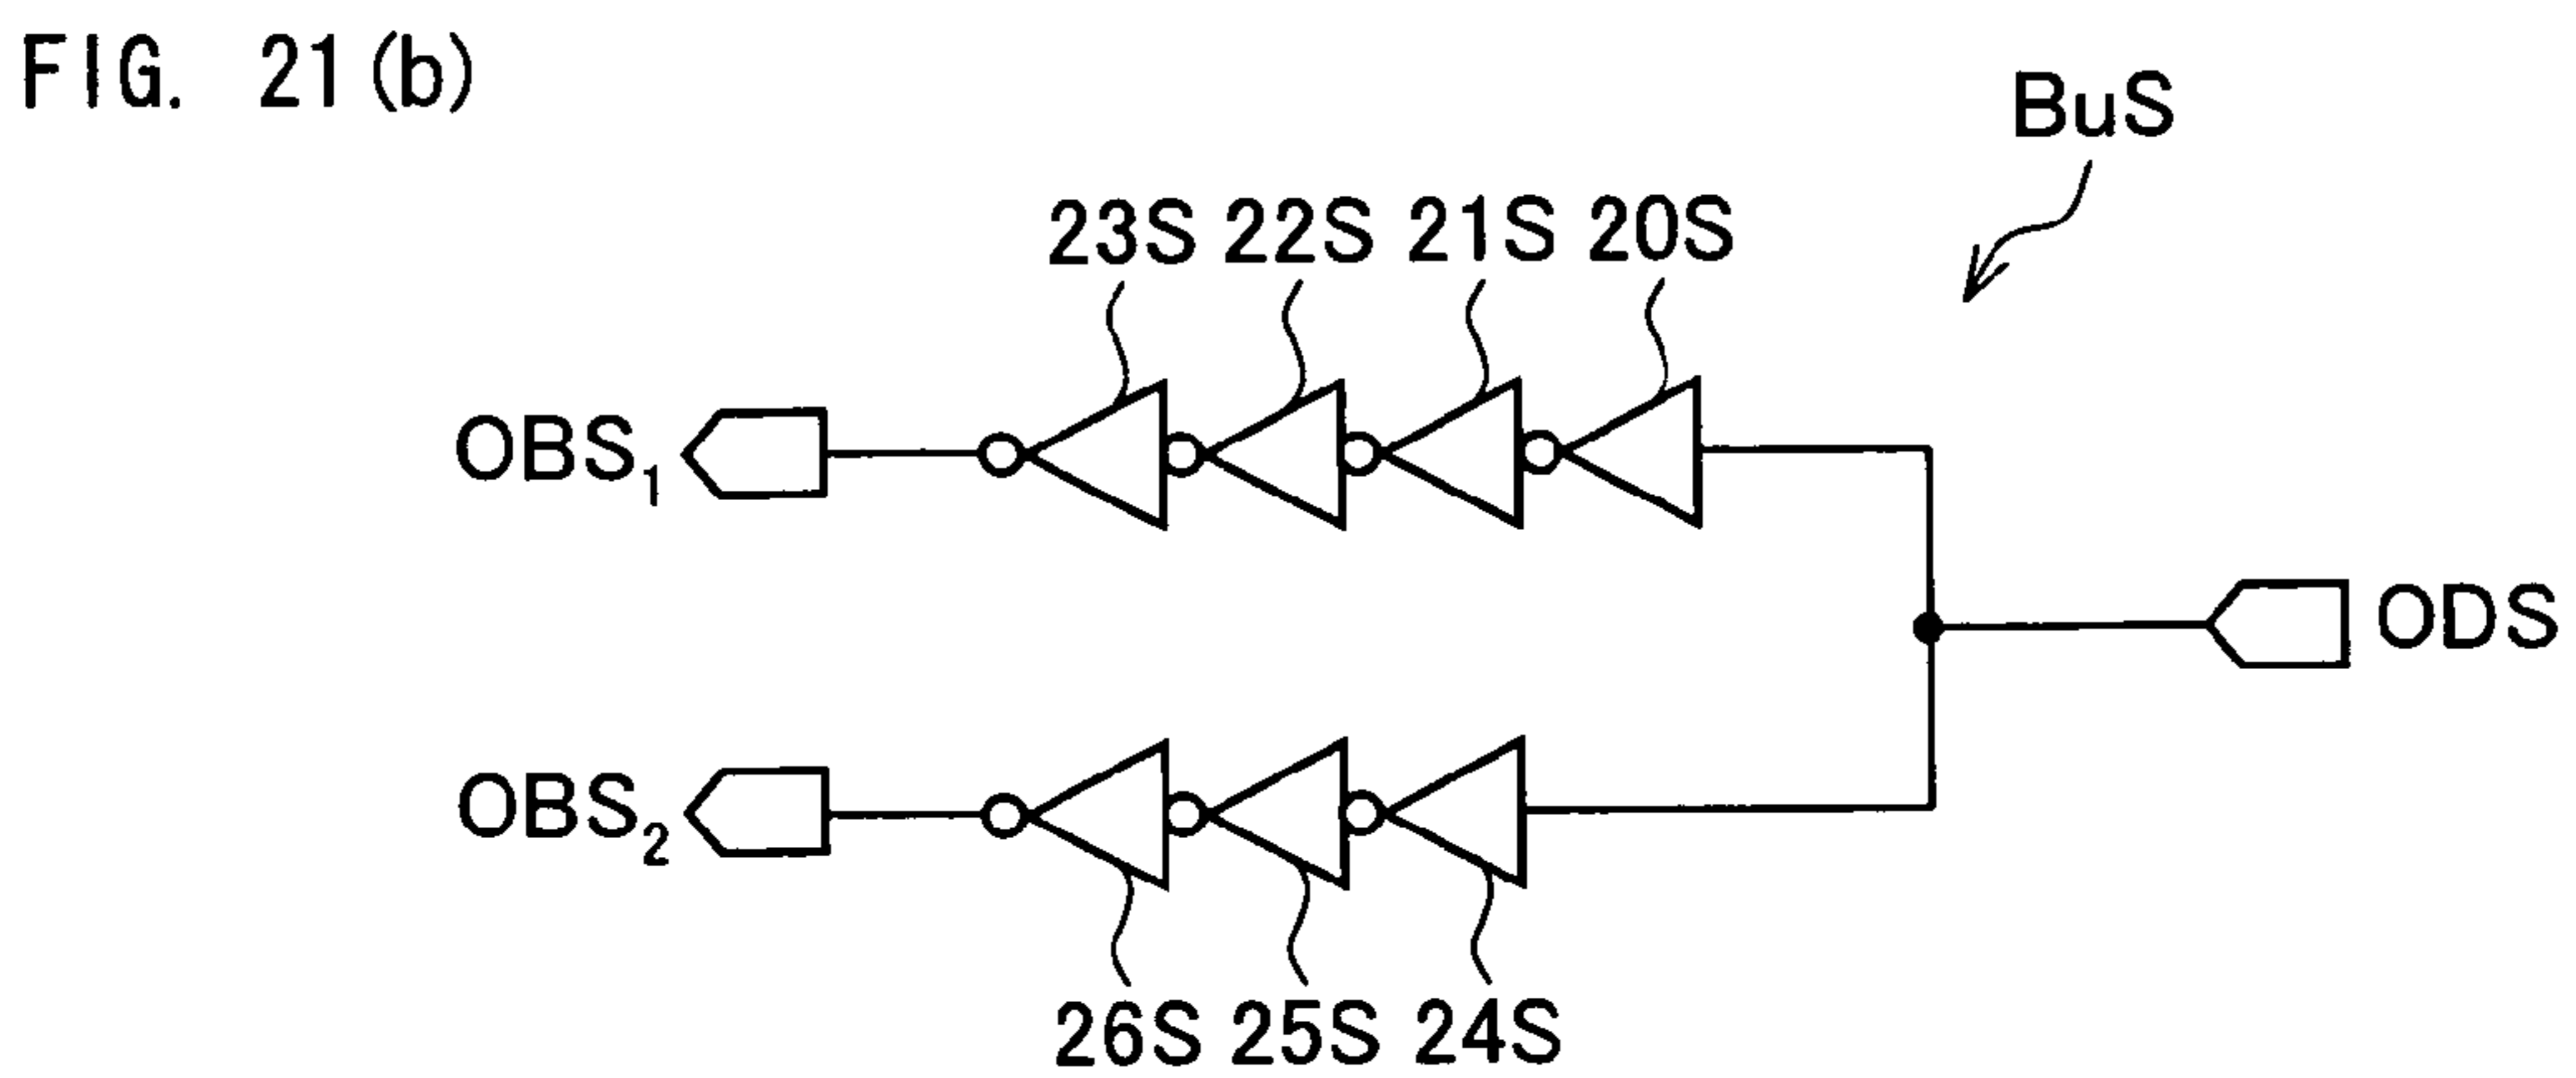 FIG. 21(b)
BuS
23S 22S 21S 20S
OBS₁
ODS
OBS₂
26S 25S 24S